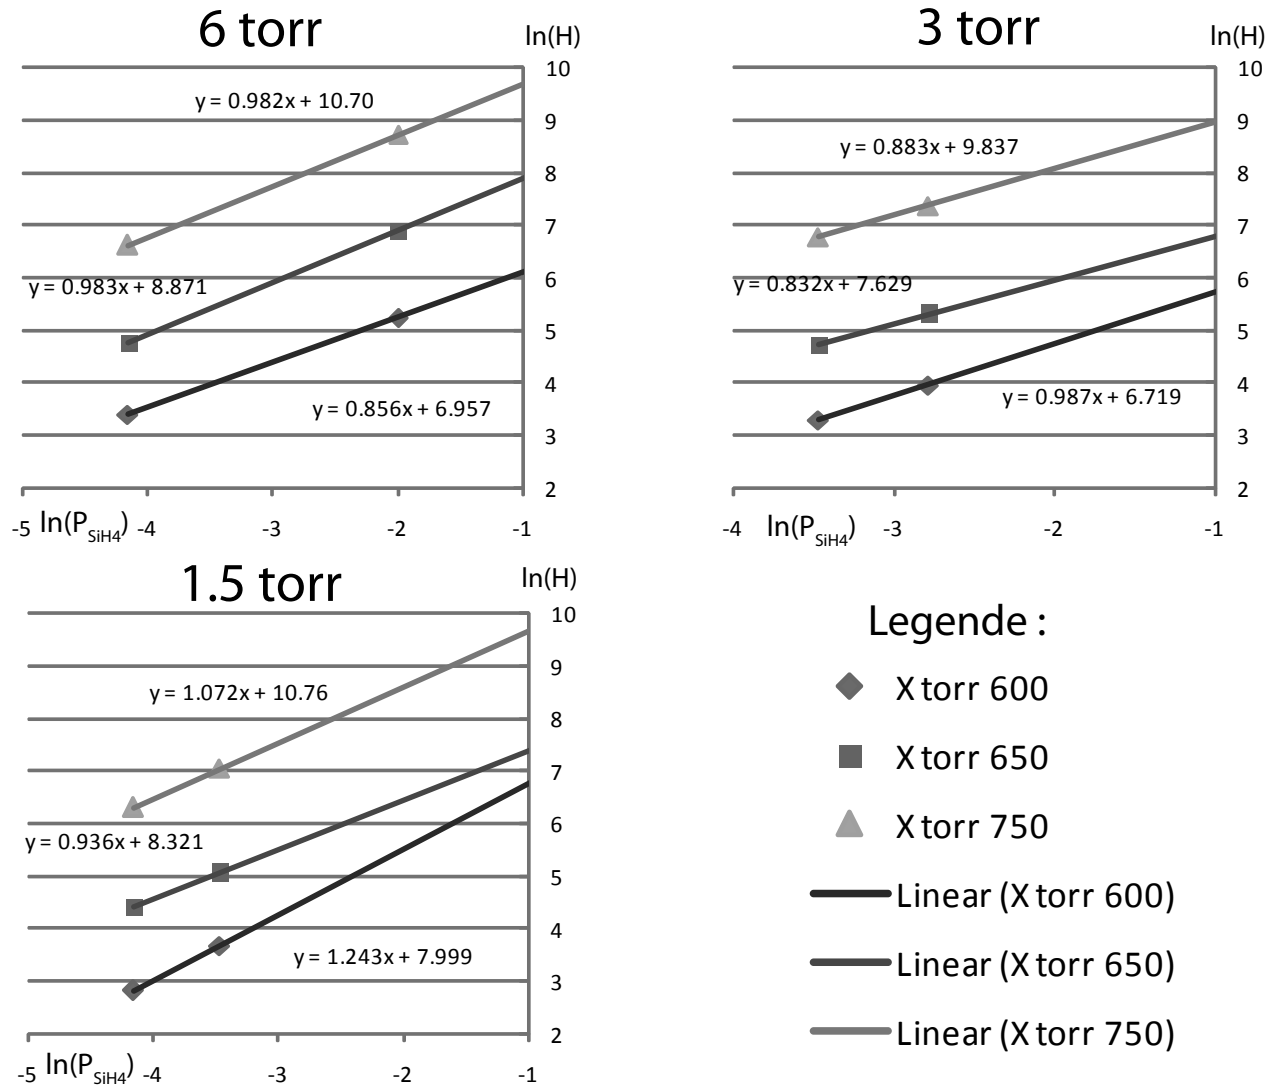 6 torr
ln(H)
10
y = 0.982x + 10.70
9
8
7
y = 0.983x + 8.871
6
5
4
y = 0.856x + 6.957
3
2
-5 ln(P_SiH4) -4 -3 -2 -1
3 torr
ln(H)
10
9
y = 0.883x + 9.837
8
7
y = 0.832x + 7.629
6
5
4
y = 0.987x + 6.719
3
2
-4 ln(P_SiH4) -3 -2 -1
1.5 torr
ln(H)
10
9
y = 1.072x + 10.76
8
7
6
y = 0.936x + 8.321
5
4
y = 1.243x + 7.999
3
2
-5 ln(P_SiH4) -4 -3 -2 -1
Legende :
X torr 600
X torr 650
X torr 750
Linear (X torr 600)
Linear (X torr 650)
Linear (X torr 750)